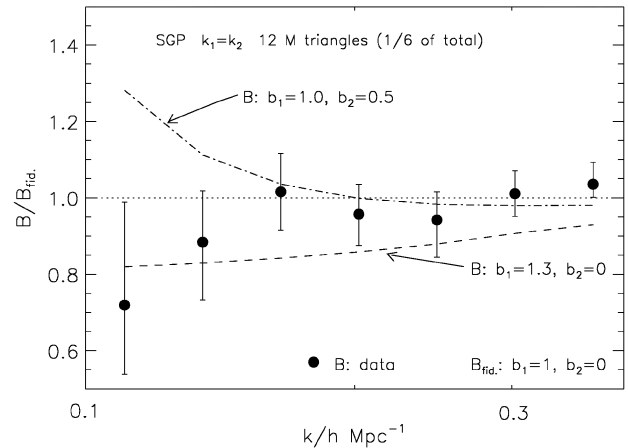 SGP k₁=k₂ 12 M triangles (1/6 of total)
B: b₁=1.0, b₂=0.5
B: b₁=1.3, b₂=0
B: data
B_fid.: b₁=1, b₂=0
B/B_fid.
1.4
1.2
1.0
0.8
0.6
0.1
0.3
k/h Mpc⁻¹